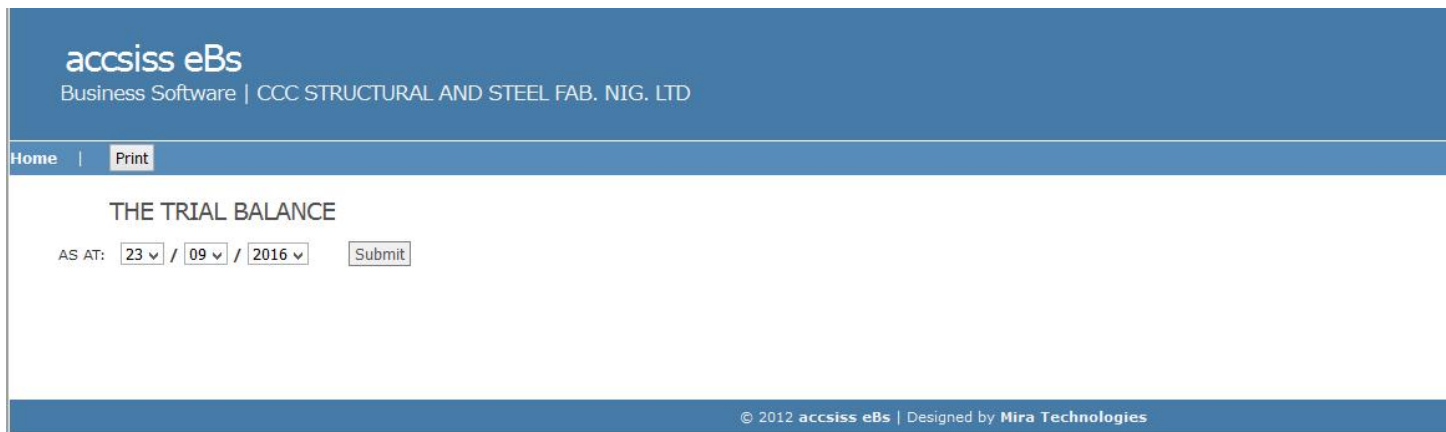 accsiss eBs
Business Software | CCC STRUCTURAL AND STEEL FAB. NIG. LTD
Home | Print
THE TRIAL BALANCE
AS AT: 23 / 09 / 2016 Submit
© 2012 accsiss eBs | Designed by Mira Technologies